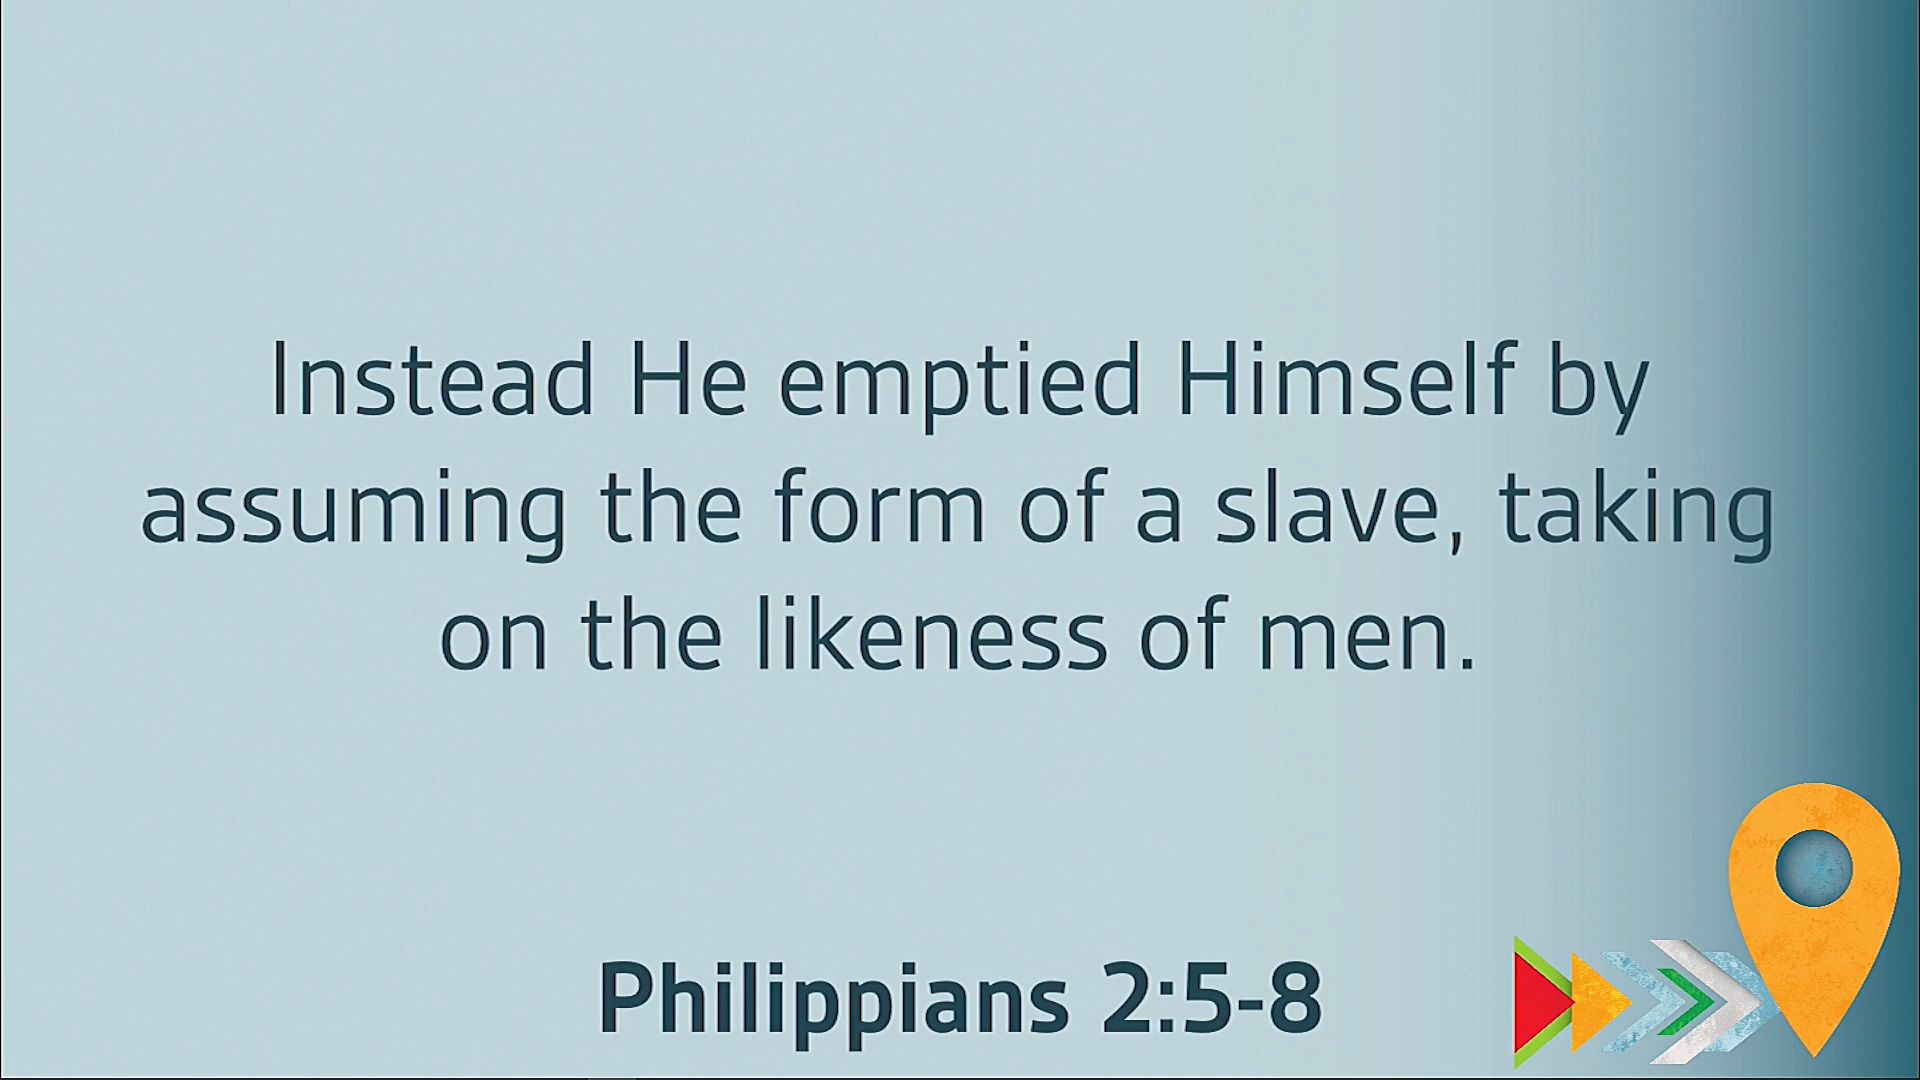 Instead He emptied Himself by
assuming the form of a slave, taking
on the likeness of men.
Philippians 2:5-8